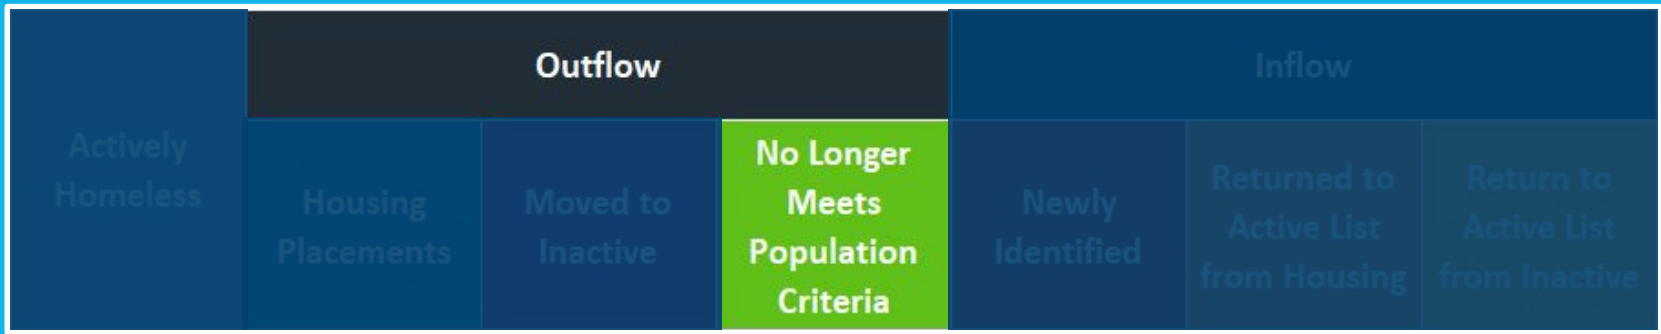 Outflow
Inflow
Actively
Homeless
Housing
Placements
Moved to
Inactive
No Longer
Meets
Population
Criteria
Newly
Identified
Returned to
Active List
from Housing
Return to
Active List
from Inactive